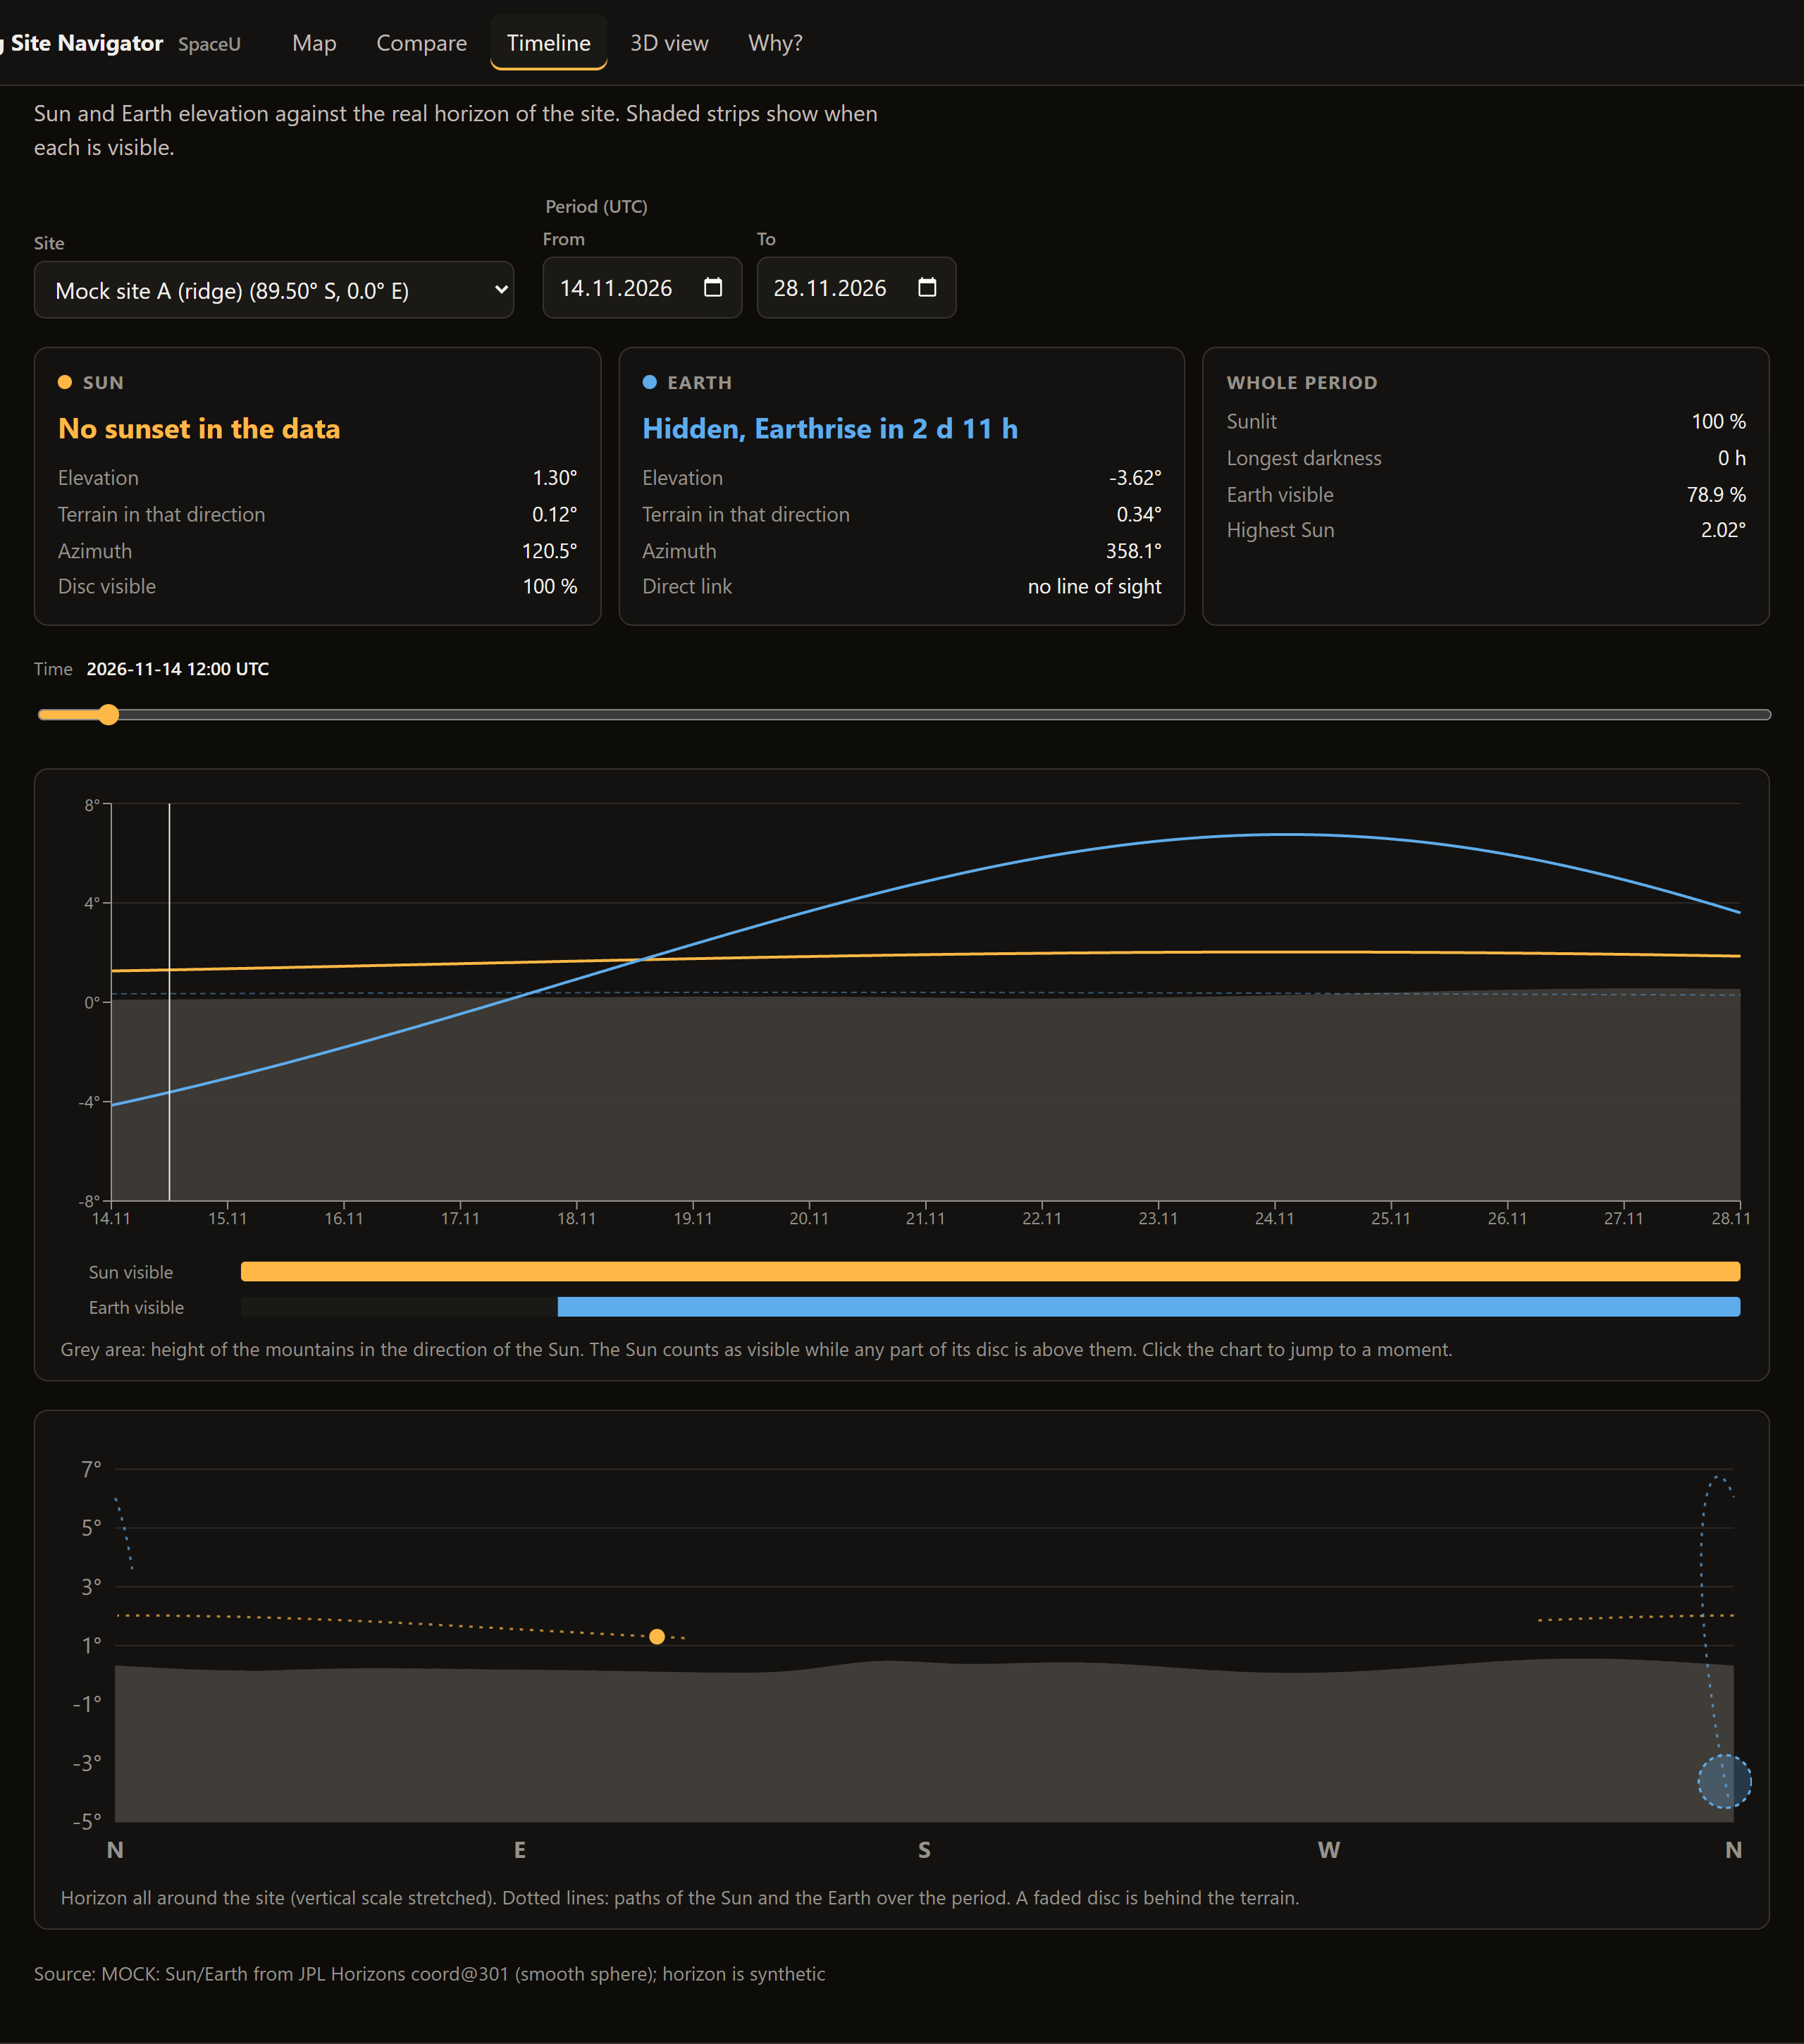 Site Navigator SpaceU Map Compare Timeline 3D view Why?
Sun and Earth elevation against the real horizon of the site. Shaded strips show when
each is visible.
Period (UTC)
Site From To
Mock site A (ridge) (89.50° S, 0.0° E) 14.11.2026 28.11.2026
SUN
No sunset in the data
Elevation 1.30°
Terrain in that direction 0.12°
Azimuth 120.5°
Disc visible 100 %
EARTH
Hidden, Earthrise in 2 d 11 h
Elevation -3.62°
Terrain in that direction 0.34°
Azimuth 358.1°
Direct link no line of sight
WHOLE PERIOD
Sunlit 100 %
Longest darkness 0 h
Earth visible 78.9 %
Highest Sun 2.02°
Time 2026-11-14 12:00 UTC
8°
4°
0°
-4°
-8°
14.11 15.11 16.11 17.11 18.11 19.11 20.11 21.11 22.11 23.11 24.11 25.11 26.11 27.11 28.11
Sun visible
Earth visible
Grey area: height of the mountains in the direction of the Sun. The Sun counts as visible while any part of its disc is above them. Click the chart to jump to a moment.
7°
5°
3°
1°
-1°
-3°
-5°
N E S W N
Horizon all around the site (vertical scale stretched). Dotted lines: paths of the Sun and the Earth over the period. A faded disc is behind the terrain.
Source: MOCK: Sun/Earth from JPL Horizons coord@301 (smooth sphere); horizon is synthetic